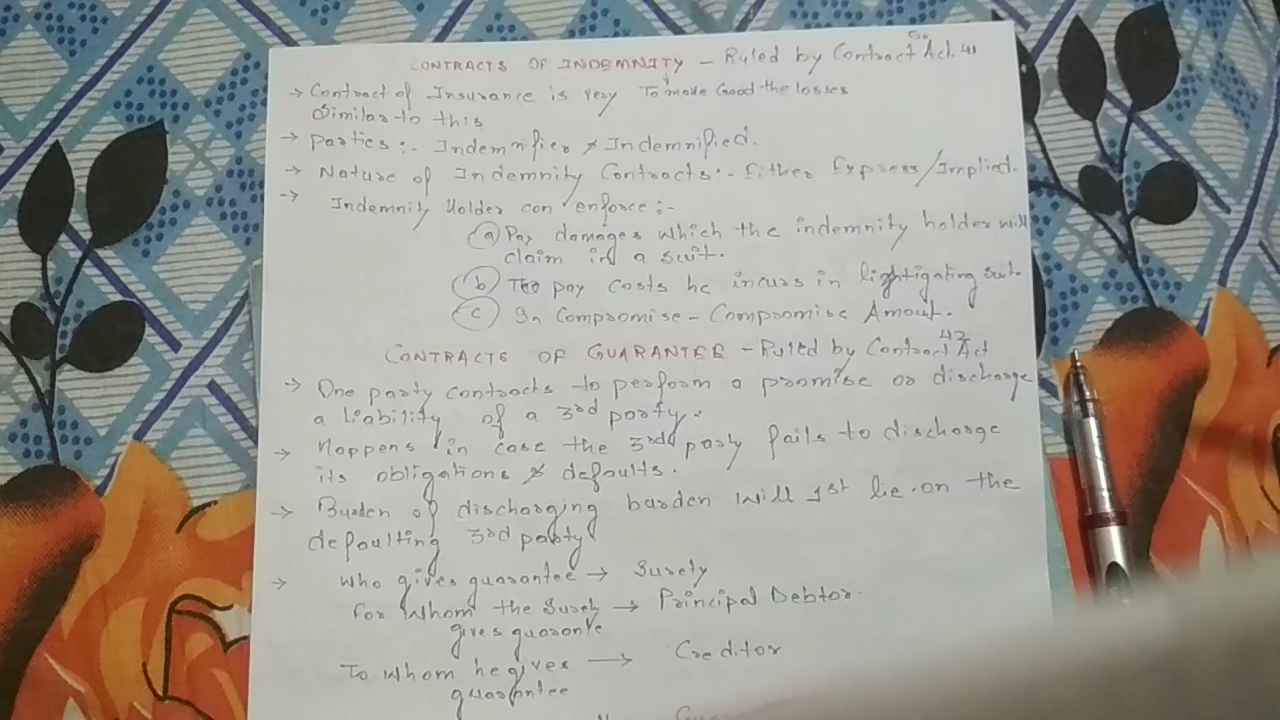 CONTRACTS OF INDEMNITY - Ruled by Contract Act. 41
→ Contract of Insurance is very To make Good the losses
Similar to this
→ Parties :- Indemnifier & Indemnified.
→ Nature of Indemnity Contracts :- Either Express/Implied.
→ Indemnity Holder can enforce :-
(a) Pay damages which the indemnity holder will
claim in a suit.
(b) To pay costs he incurs in lightigating suit.
(c) In Compromise - Compromise Amount.
CONTRACTS OF GUARANTEE - Ruled by Contract Act
→ One party contracts to perform a promise or discharge
a liability of a 3rd party.
→ Happens in case the 3rd party fails to discharge
its obligations & defaults.
→ Burden of discharging burden will 1st lie on the
defaulting 3rd party
→ Who gives guarantee → Surety
For Whom the Surety → Principal Debtor.
gives guarante
To whom he gives → Creditor
guarantee